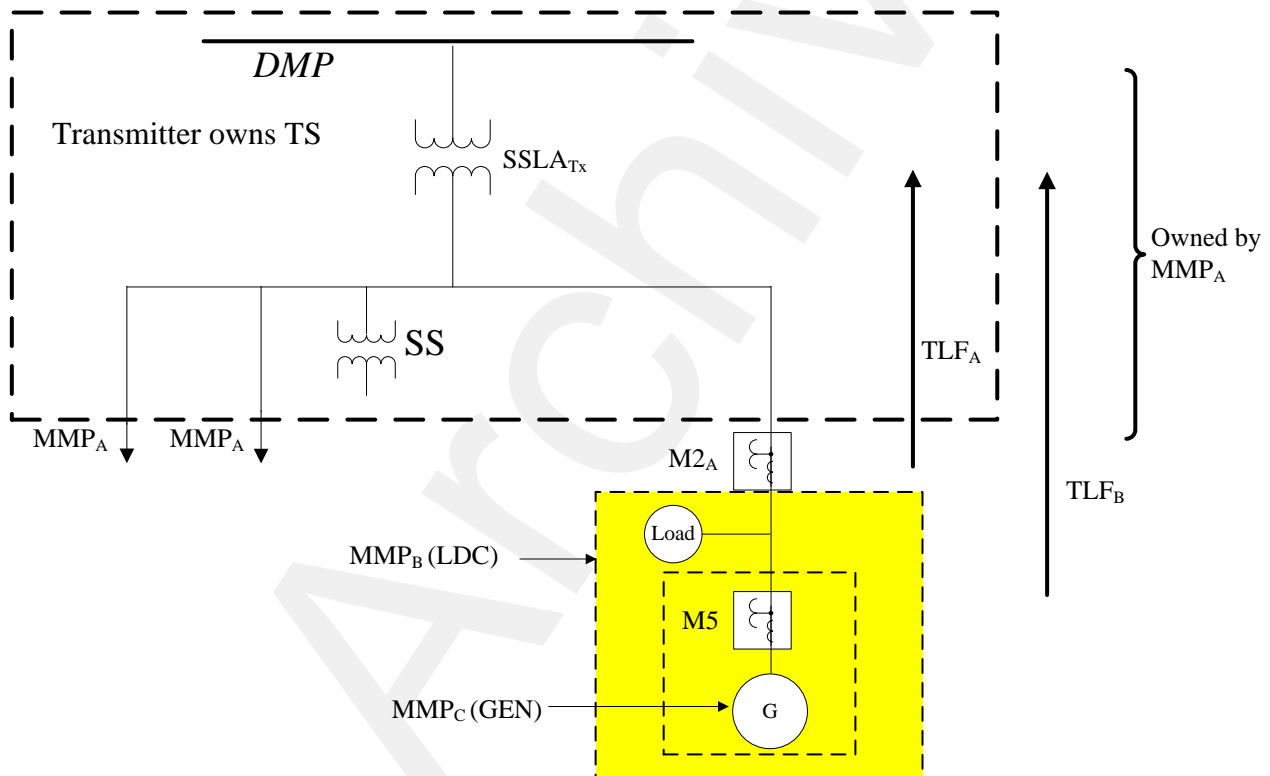 DMP
Transmitter owns TS
SSLATx
Owned by
MMPA
SS
TLFA
MMPA
MMPA
M2A
TLFB
Load
MMPB (LDC)
M5
MMPC (GEN)
G
Archiv